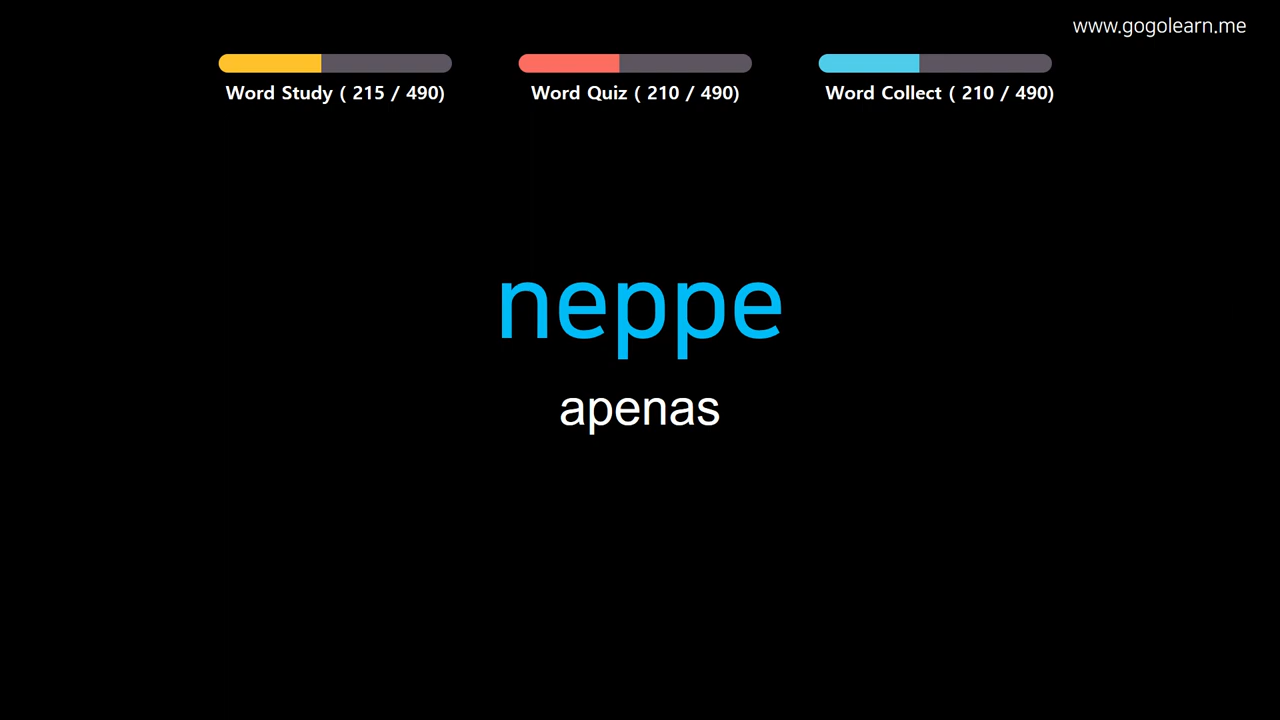 www.gogolearn.me
Word Study ( 215 / 490)
Word Quiz ( 210 / 490)
Word Collect ( 210 / 490)
neppe
apenas